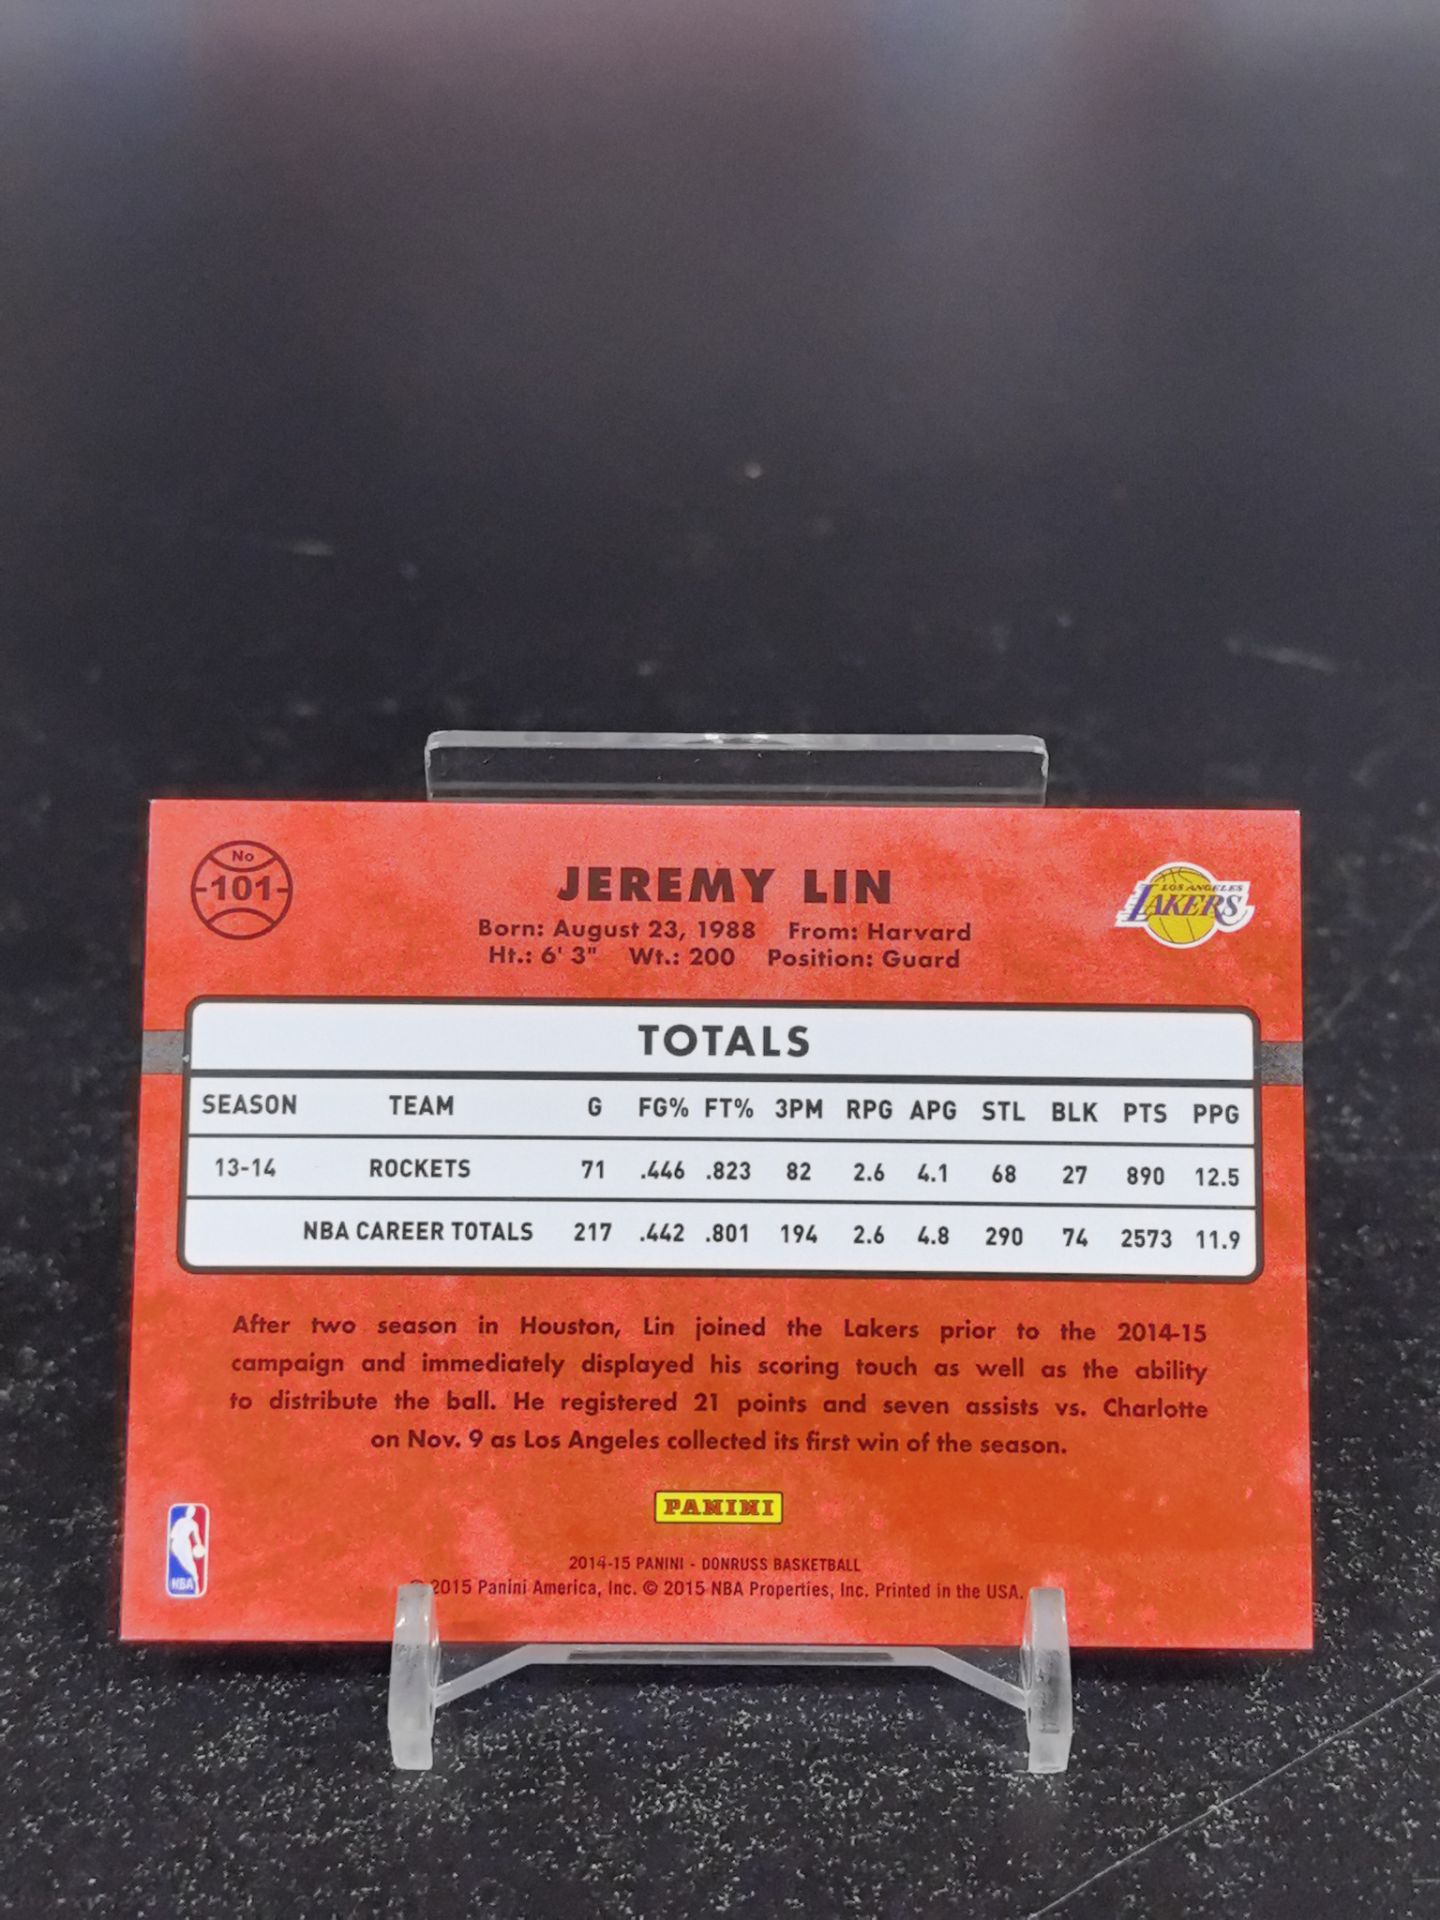 No
101
JEREMY LIN
LOS ANGELES
LAKERS
Born: August 23, 1988 From: Harvard
Ht.: 6' 3" Wt.: 200 Position: Guard
TOTALS
SEASON TEAM G FG% FT% 3PM RPG APG STL BLK PTS PPG
13-14 ROCKETS 71 .446 .823 82 2.6 4.1 68 27 890 12.5
NBA CAREER TOTALS 217 .442 .801 194 2.6 4.8 290 74 2573 11.9
After two season in Houston, Lin joined the Lakers prior to the 2014-15
campaign and immediately displayed his scoring touch as well as the ability
to distribute the ball. He registered 21 points and seven assists vs. Charlotte
on Nov. 9 as Los Angeles collected its first win of the season.
PANINI
NBA
2014-15 PANINI - DONRUSS BASKETBALL
© 2015 Panini America, Inc. © 2015 NBA Properties, Inc. Printed in the USA.